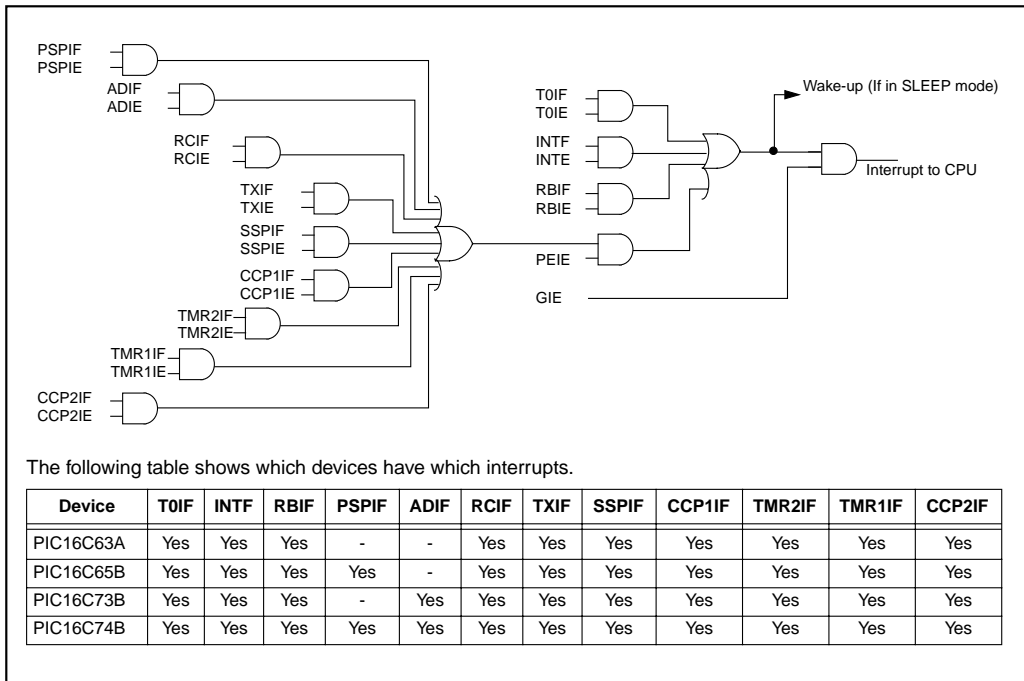 PSPIF
PSPIE
ADIF
ADIE
RCIF
RCIE
TXIF
TXIE
SSPIF
SSPIE
CCP1IF
CCP1IE
TMR2IF
TMR2IE
TMR1IF
TMR1IE
CCP2IF
CCP2IE
T0IF
T0IE
INTF
INTE
RBIF
RBIE
PEIE
GIE
Wake-up (If in SLEEP mode)
Interrupt to CPU
The following table shows which devices have which interrupts.
Device T0IF INTF RBIF PSPIF ADIF RCIF TXIF SSPIF CCP1IF TMR2IF TMR1IF CCP2IF
PIC16C63A Yes Yes Yes - - Yes Yes Yes Yes Yes Yes Yes
PIC16C65B Yes Yes Yes Yes - Yes Yes Yes Yes Yes Yes Yes
PIC16C73B Yes Yes Yes - Yes Yes Yes Yes Yes Yes Yes Yes
PIC16C74B Yes Yes Yes Yes Yes Yes Yes Yes Yes Yes Yes Yes